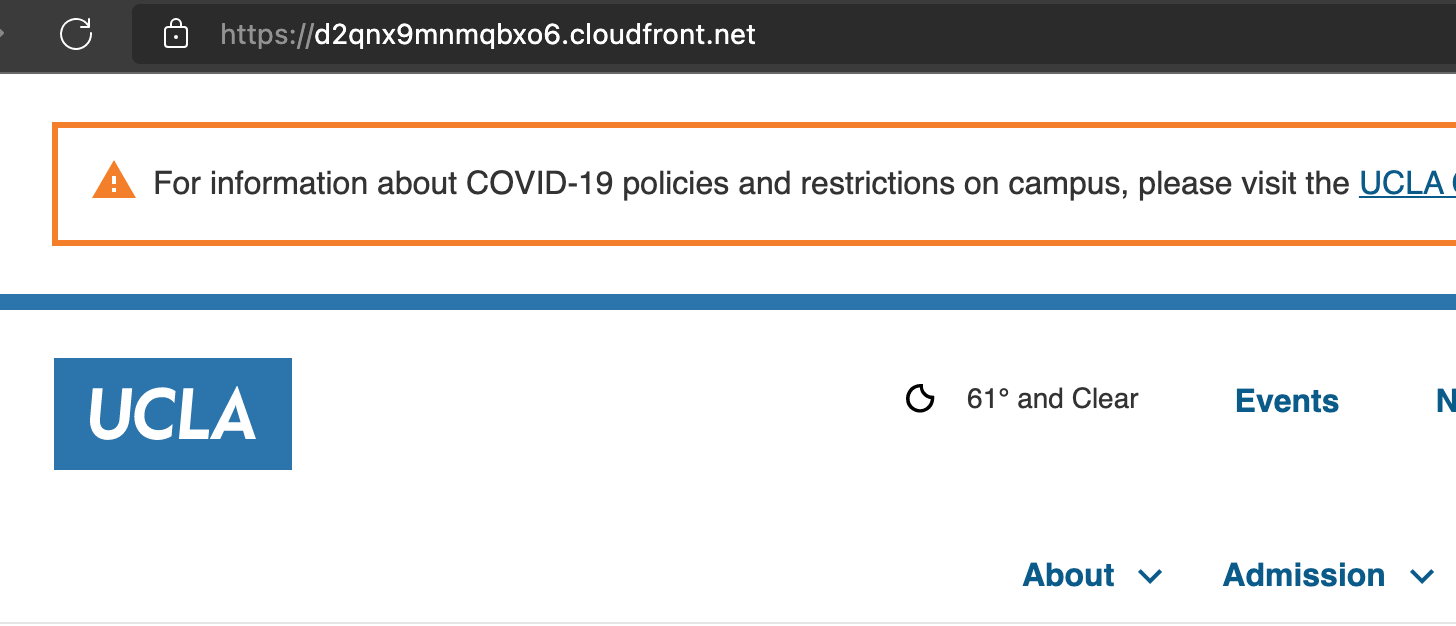 https://d2qnx9mnmqbxo6.cloudfront.net
For information about COVID-19 policies and restrictions on campus, please visit the UCLA
UCLA
61° and Clear
Events
N
About
Admission